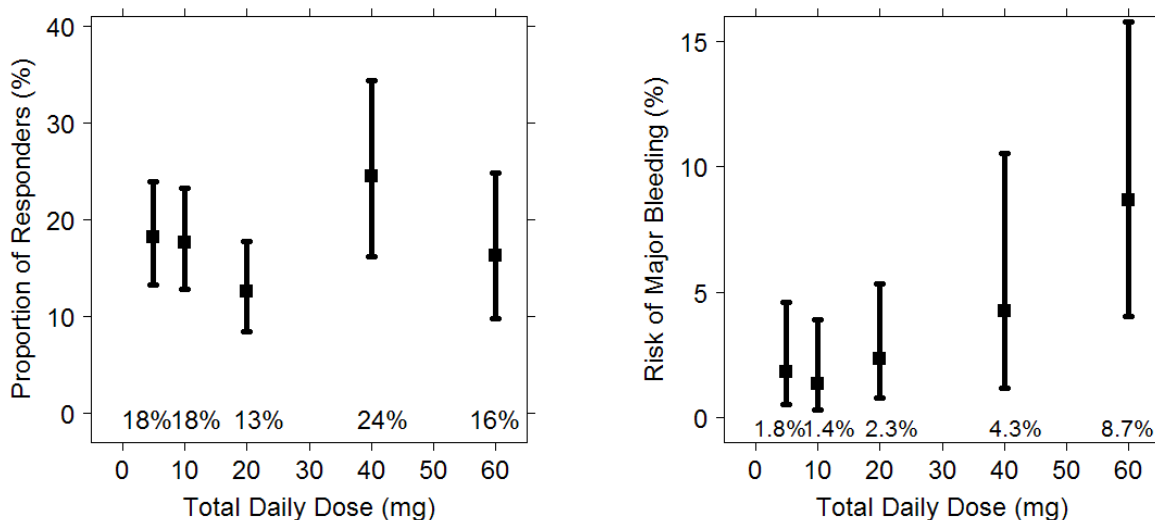 Proportion of Responders (%)
40
30
20
10
0
18% 18% 13% 24% 16%
0 10 20 30 40 50 60
Total Daily Dose (mg)
Risk of Major Bleeding (%)
15
10
5
0
1.8% 1.4% 2.3% 4.3% 8.7%
0 10 20 30 40 50 60
Total Daily Dose (mg)